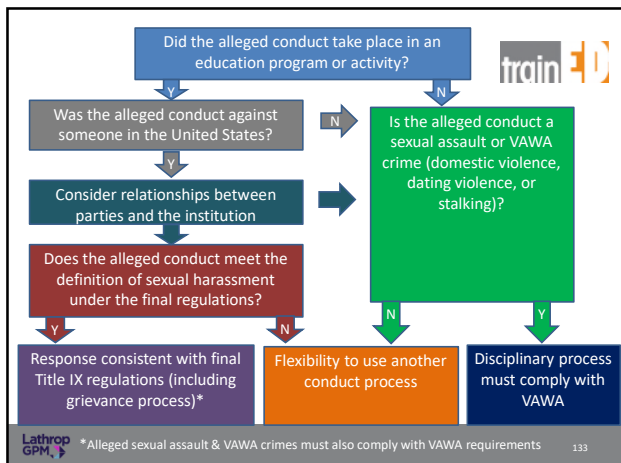 Did the alleged conduct take place in an
education program or activity?
train ED
Y
N
Was the alleged conduct against
someone in the United States?
N
Is the alleged conduct a
sexual assault or VAWA
crime (domestic violence,
dating violence, or
stalking)?
Y
Consider relationships between
parties and the institution
Does the alleged conduct meet the
definition of sexual harassment
under the final regulations?
Y
N
N
Y
Response consistent with final
Title IX regulations (including
grievance process)*
Flexibility to use another
conduct process
Disciplinary process
must comply with
VAWA
Lathrop
GPM
*Alleged sexual assault & VAWA crimes must also comply with VAWA requirements
133